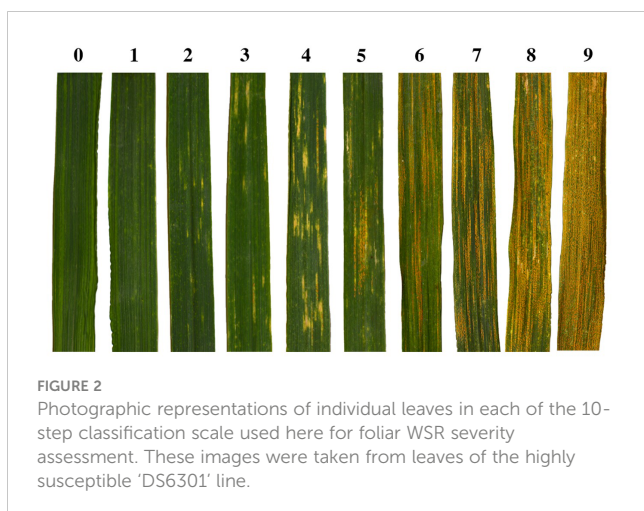 0 1 2 3 4 5 6 7 8 9
FIGURE 2
Photographic representations of individual leaves in each of the 10-
step classification scale used here for foliar WSR severity
assessment. These images were taken from leaves of the highly
susceptible ‘DS6301’ line.